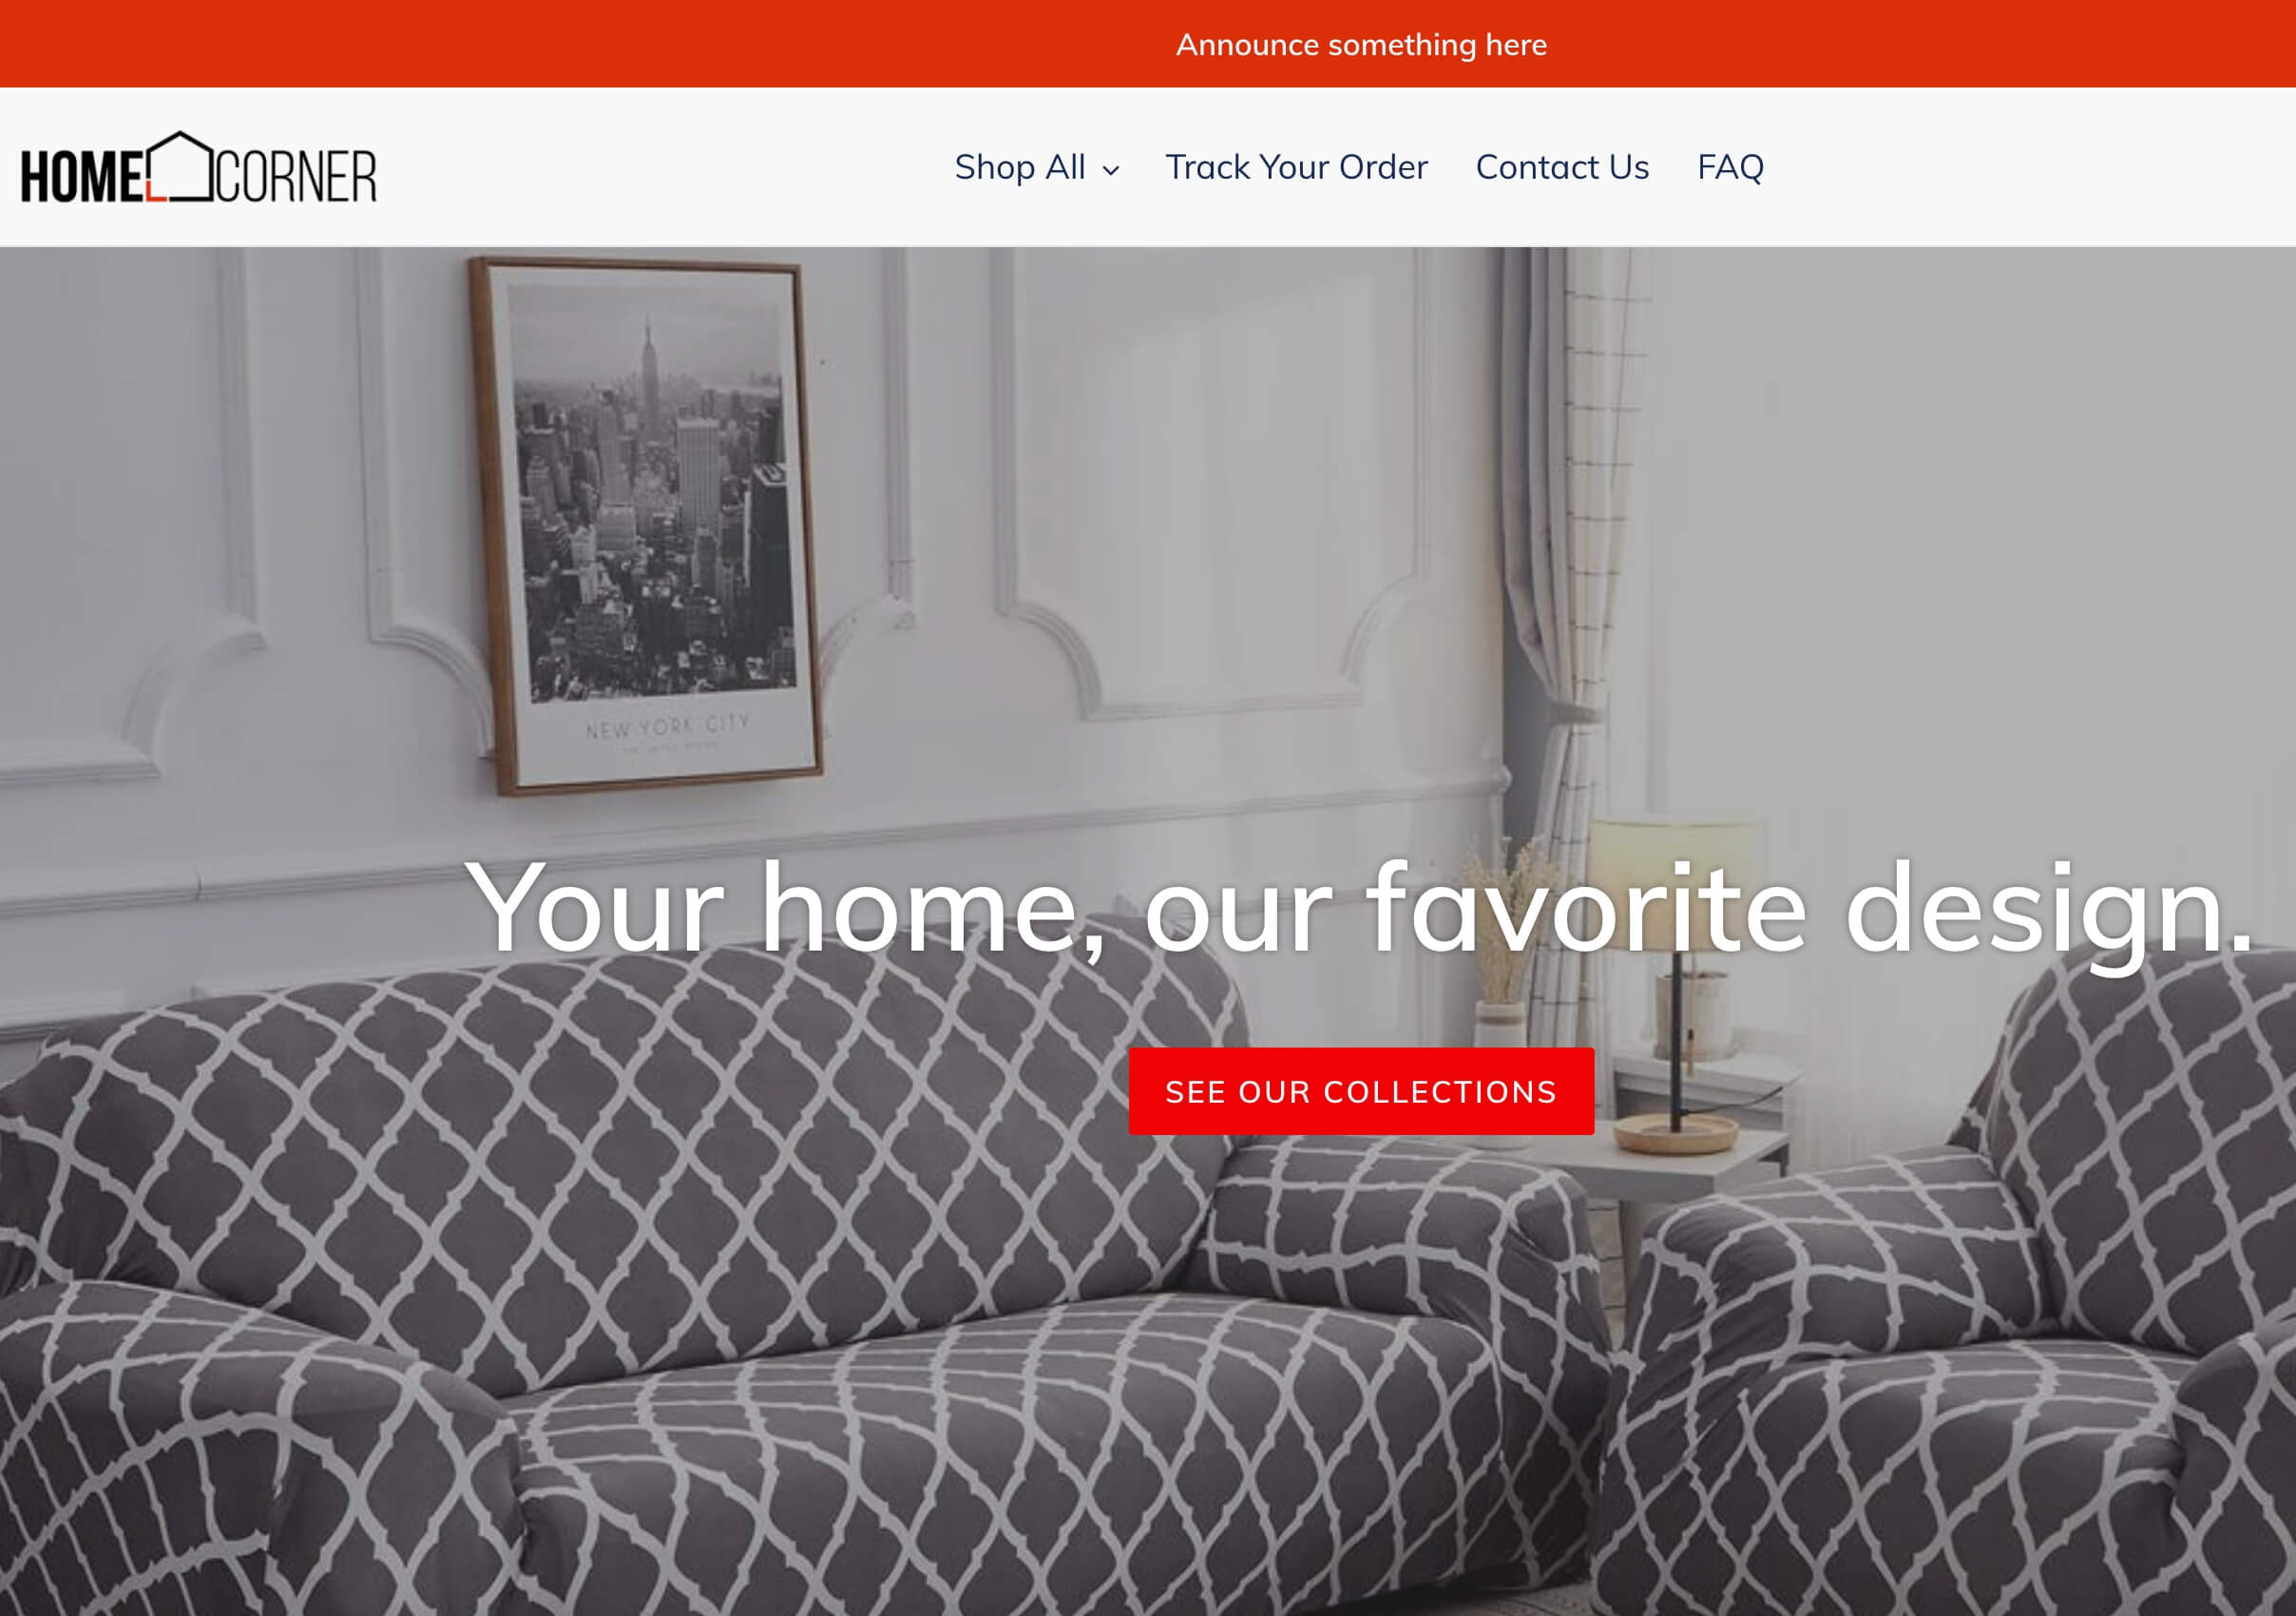 Announce something here
HOME CORNER
Shop All
Track Your Order
Contact Us
FAQ
NEW YORK CITY
Your home, our favorite design.
SEE OUR COLLECTIONS